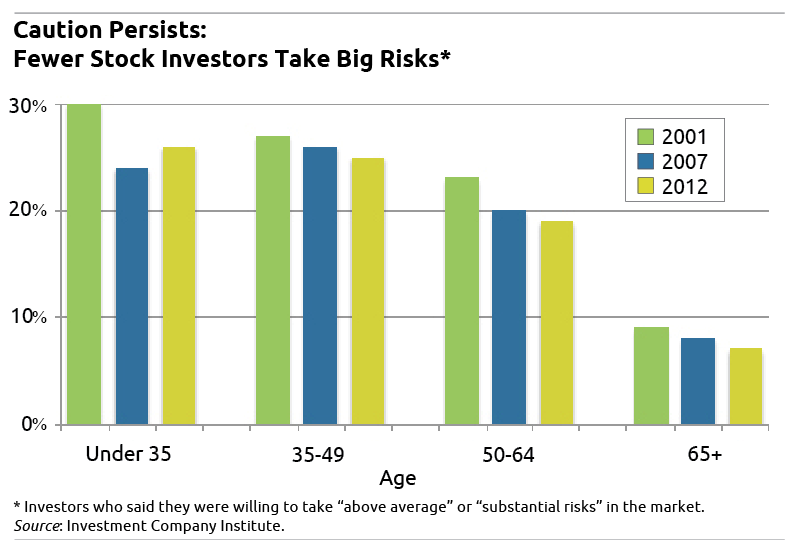 Caution Persists:
Fewer Stock Investors Take Big Risks*
30%
20%
10%
0%
2001
2007
2012
Under 35
35-49
50-64
65+
Age
* Investors who said they were willing to take “above average” or “substantial risks” in the market.
Source: Investment Company Institute.